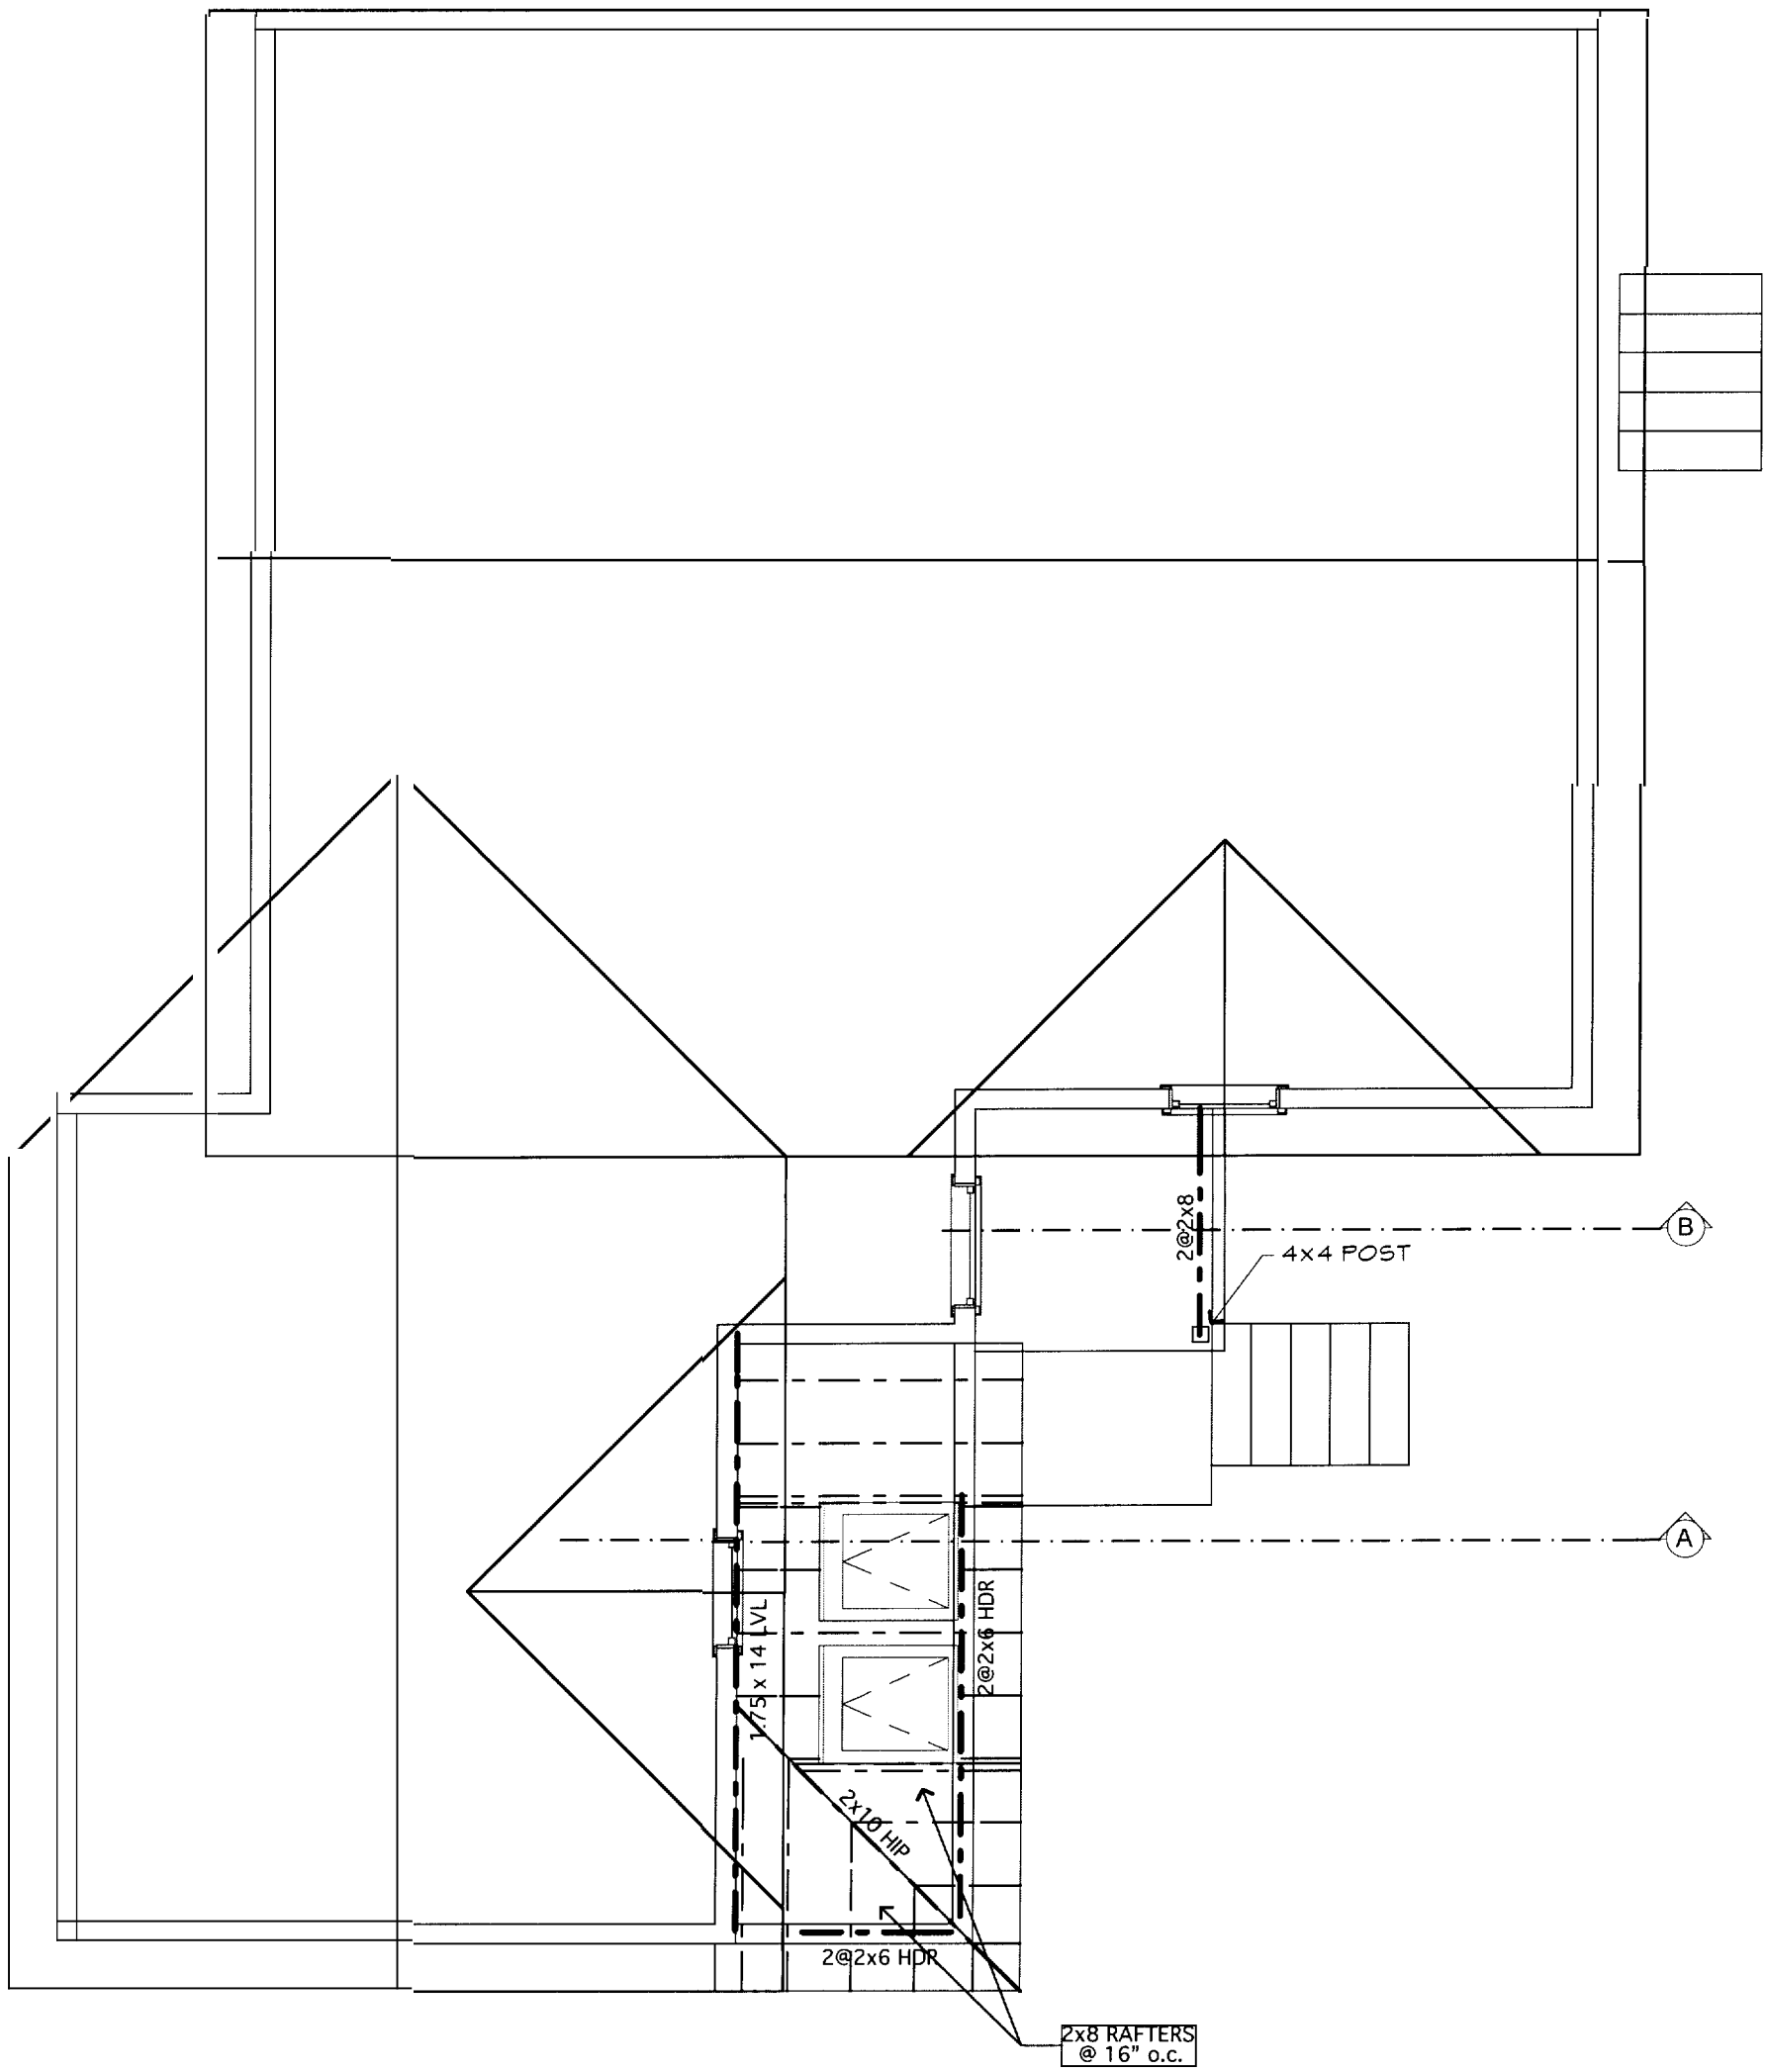 2@2x8
B
4x4 POST
A
1.75 x 14 LVL
2@2x6 HDR
2x10 HIP
2@2x6 HDR
2x8 RAFTERS
@ 16" o.c.